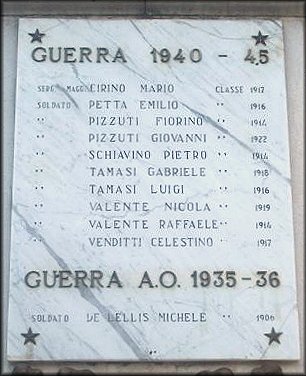 GUERRA 1940 - 45
SERG. MAGG. EIRINO MARIO CLASSE 1917
SOLDATO PETTA EMILIO " 1916
" PIZZUTI FIORINO " 1914
" PIZZUTI GIOVANNI " 1922
" SCHIAVINO PIETRO " 1914
" TAMASI GABRIELE " 1918
" TAMASI LUIGI " 1916
" VALENTE NICOLA " 1919
" VALENTE RAFFAELE " 1914
" VENDITTI CELESTINO " 1917
GUERRA A.O. 1935-36
SOLDATO DE LELLIS MICHELE " 1906